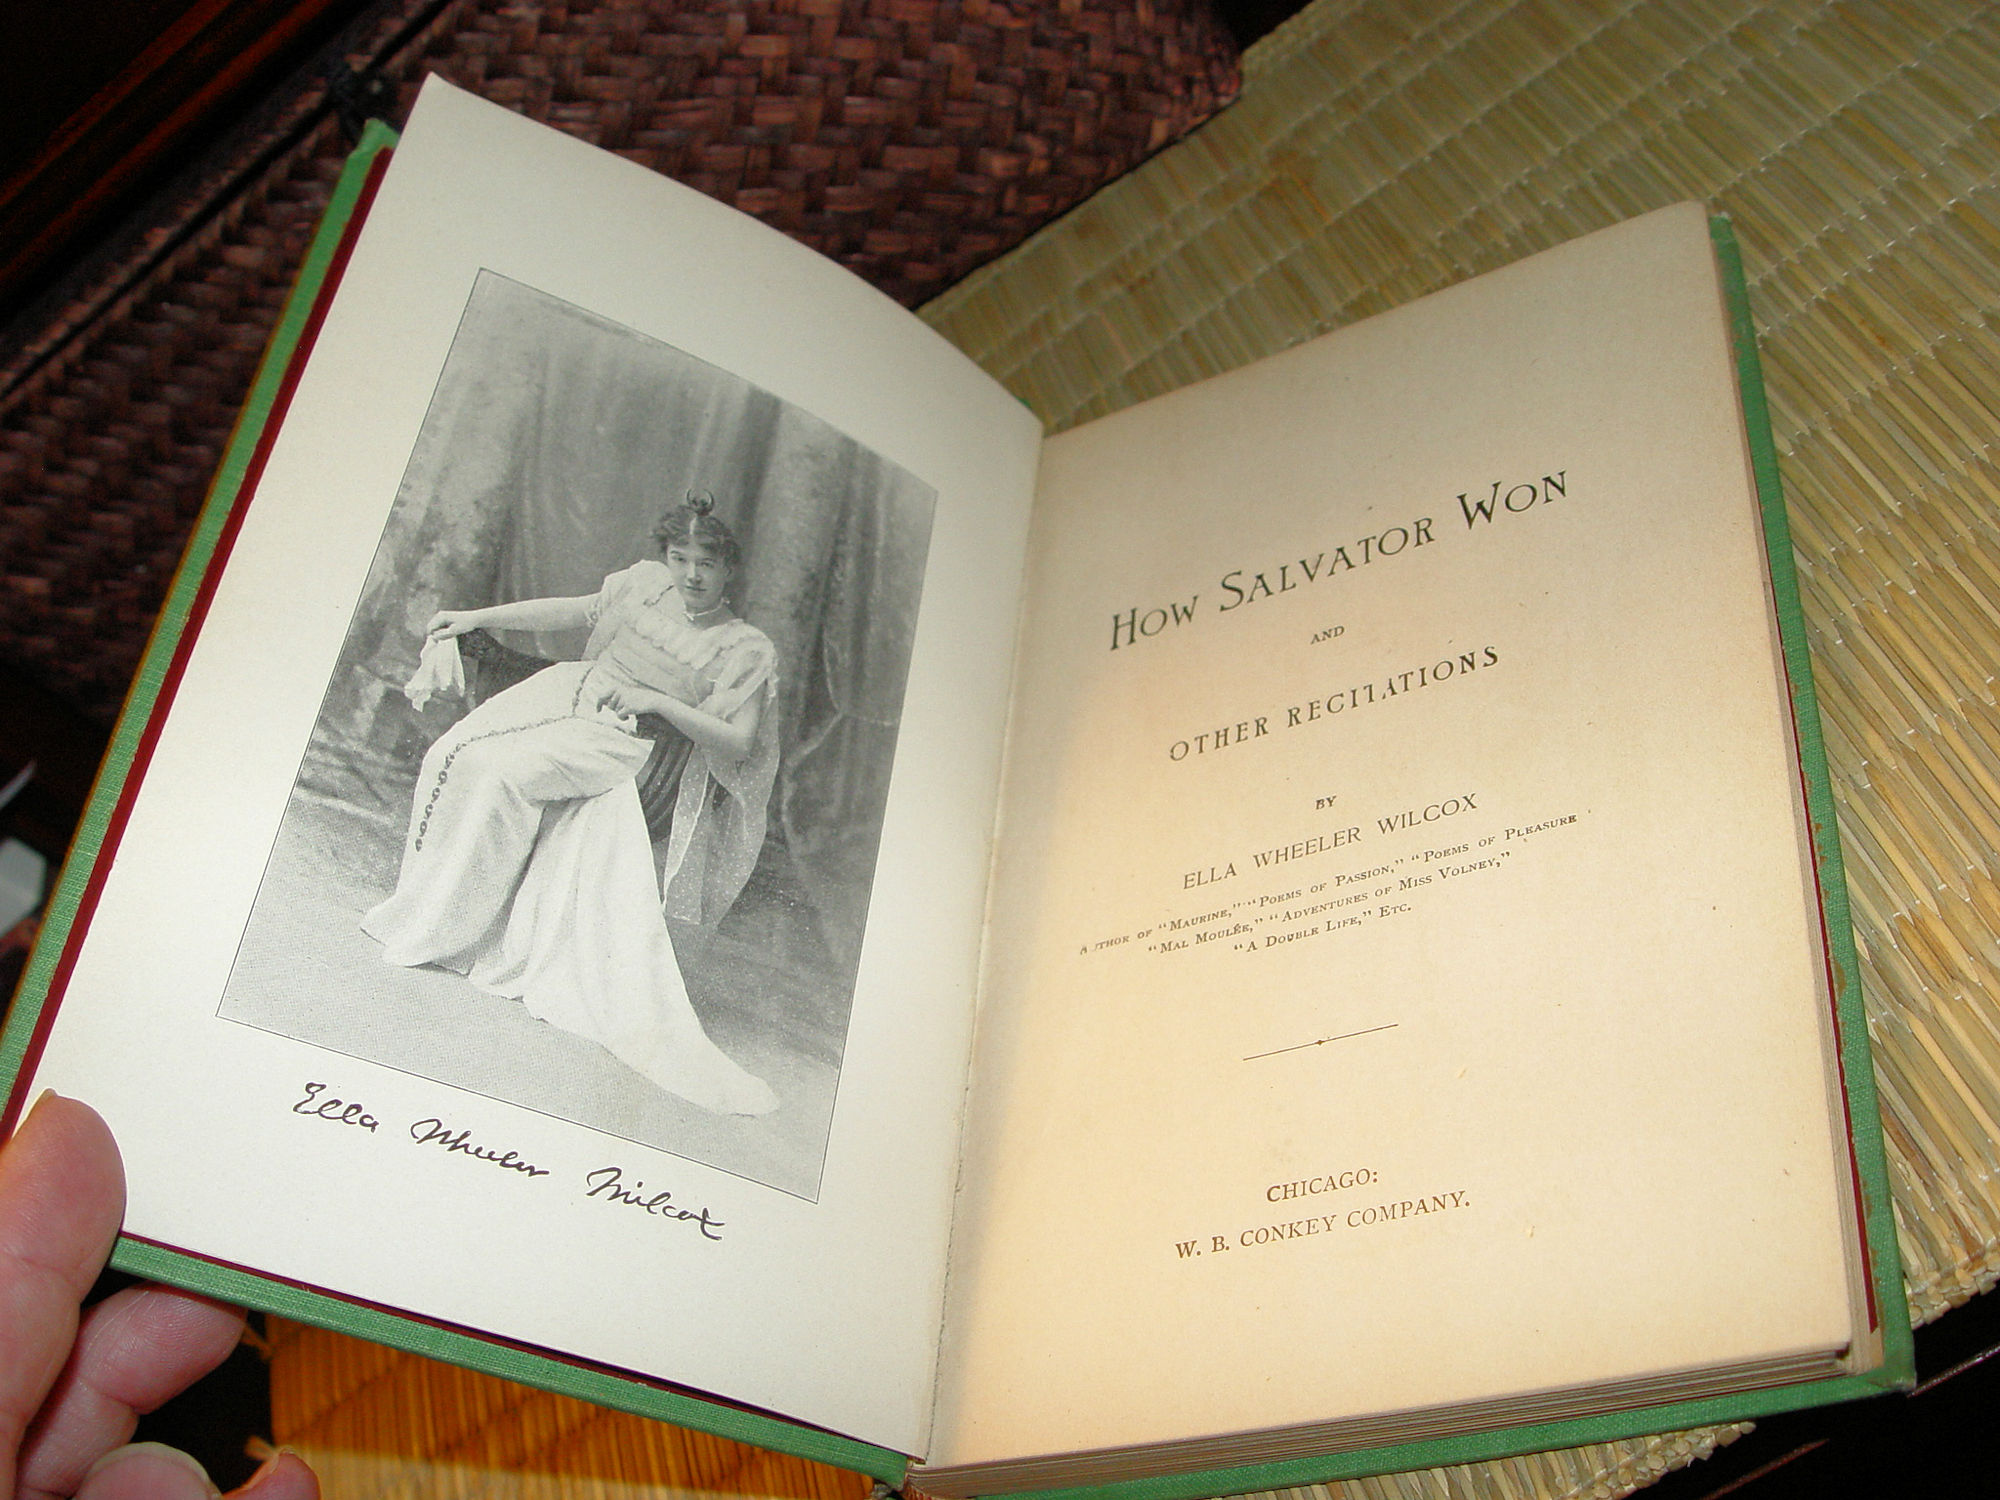 Ella Wheeler Wilcox
HOW SALVATOR WON
AND
OTHER RECITATIONS
BY
ELLA WHEELER WILCOX
AUTHOR OF "MAURINE," "POEMS OF PASSION," "POEMS OF PLEASURE
"MAL MOULÉE," "ADVENTURES OF MISS VOLNEY,"
"A DOUBLE LIFE," ETC.
CHICAGO:
W. B. CONKEY COMPANY.